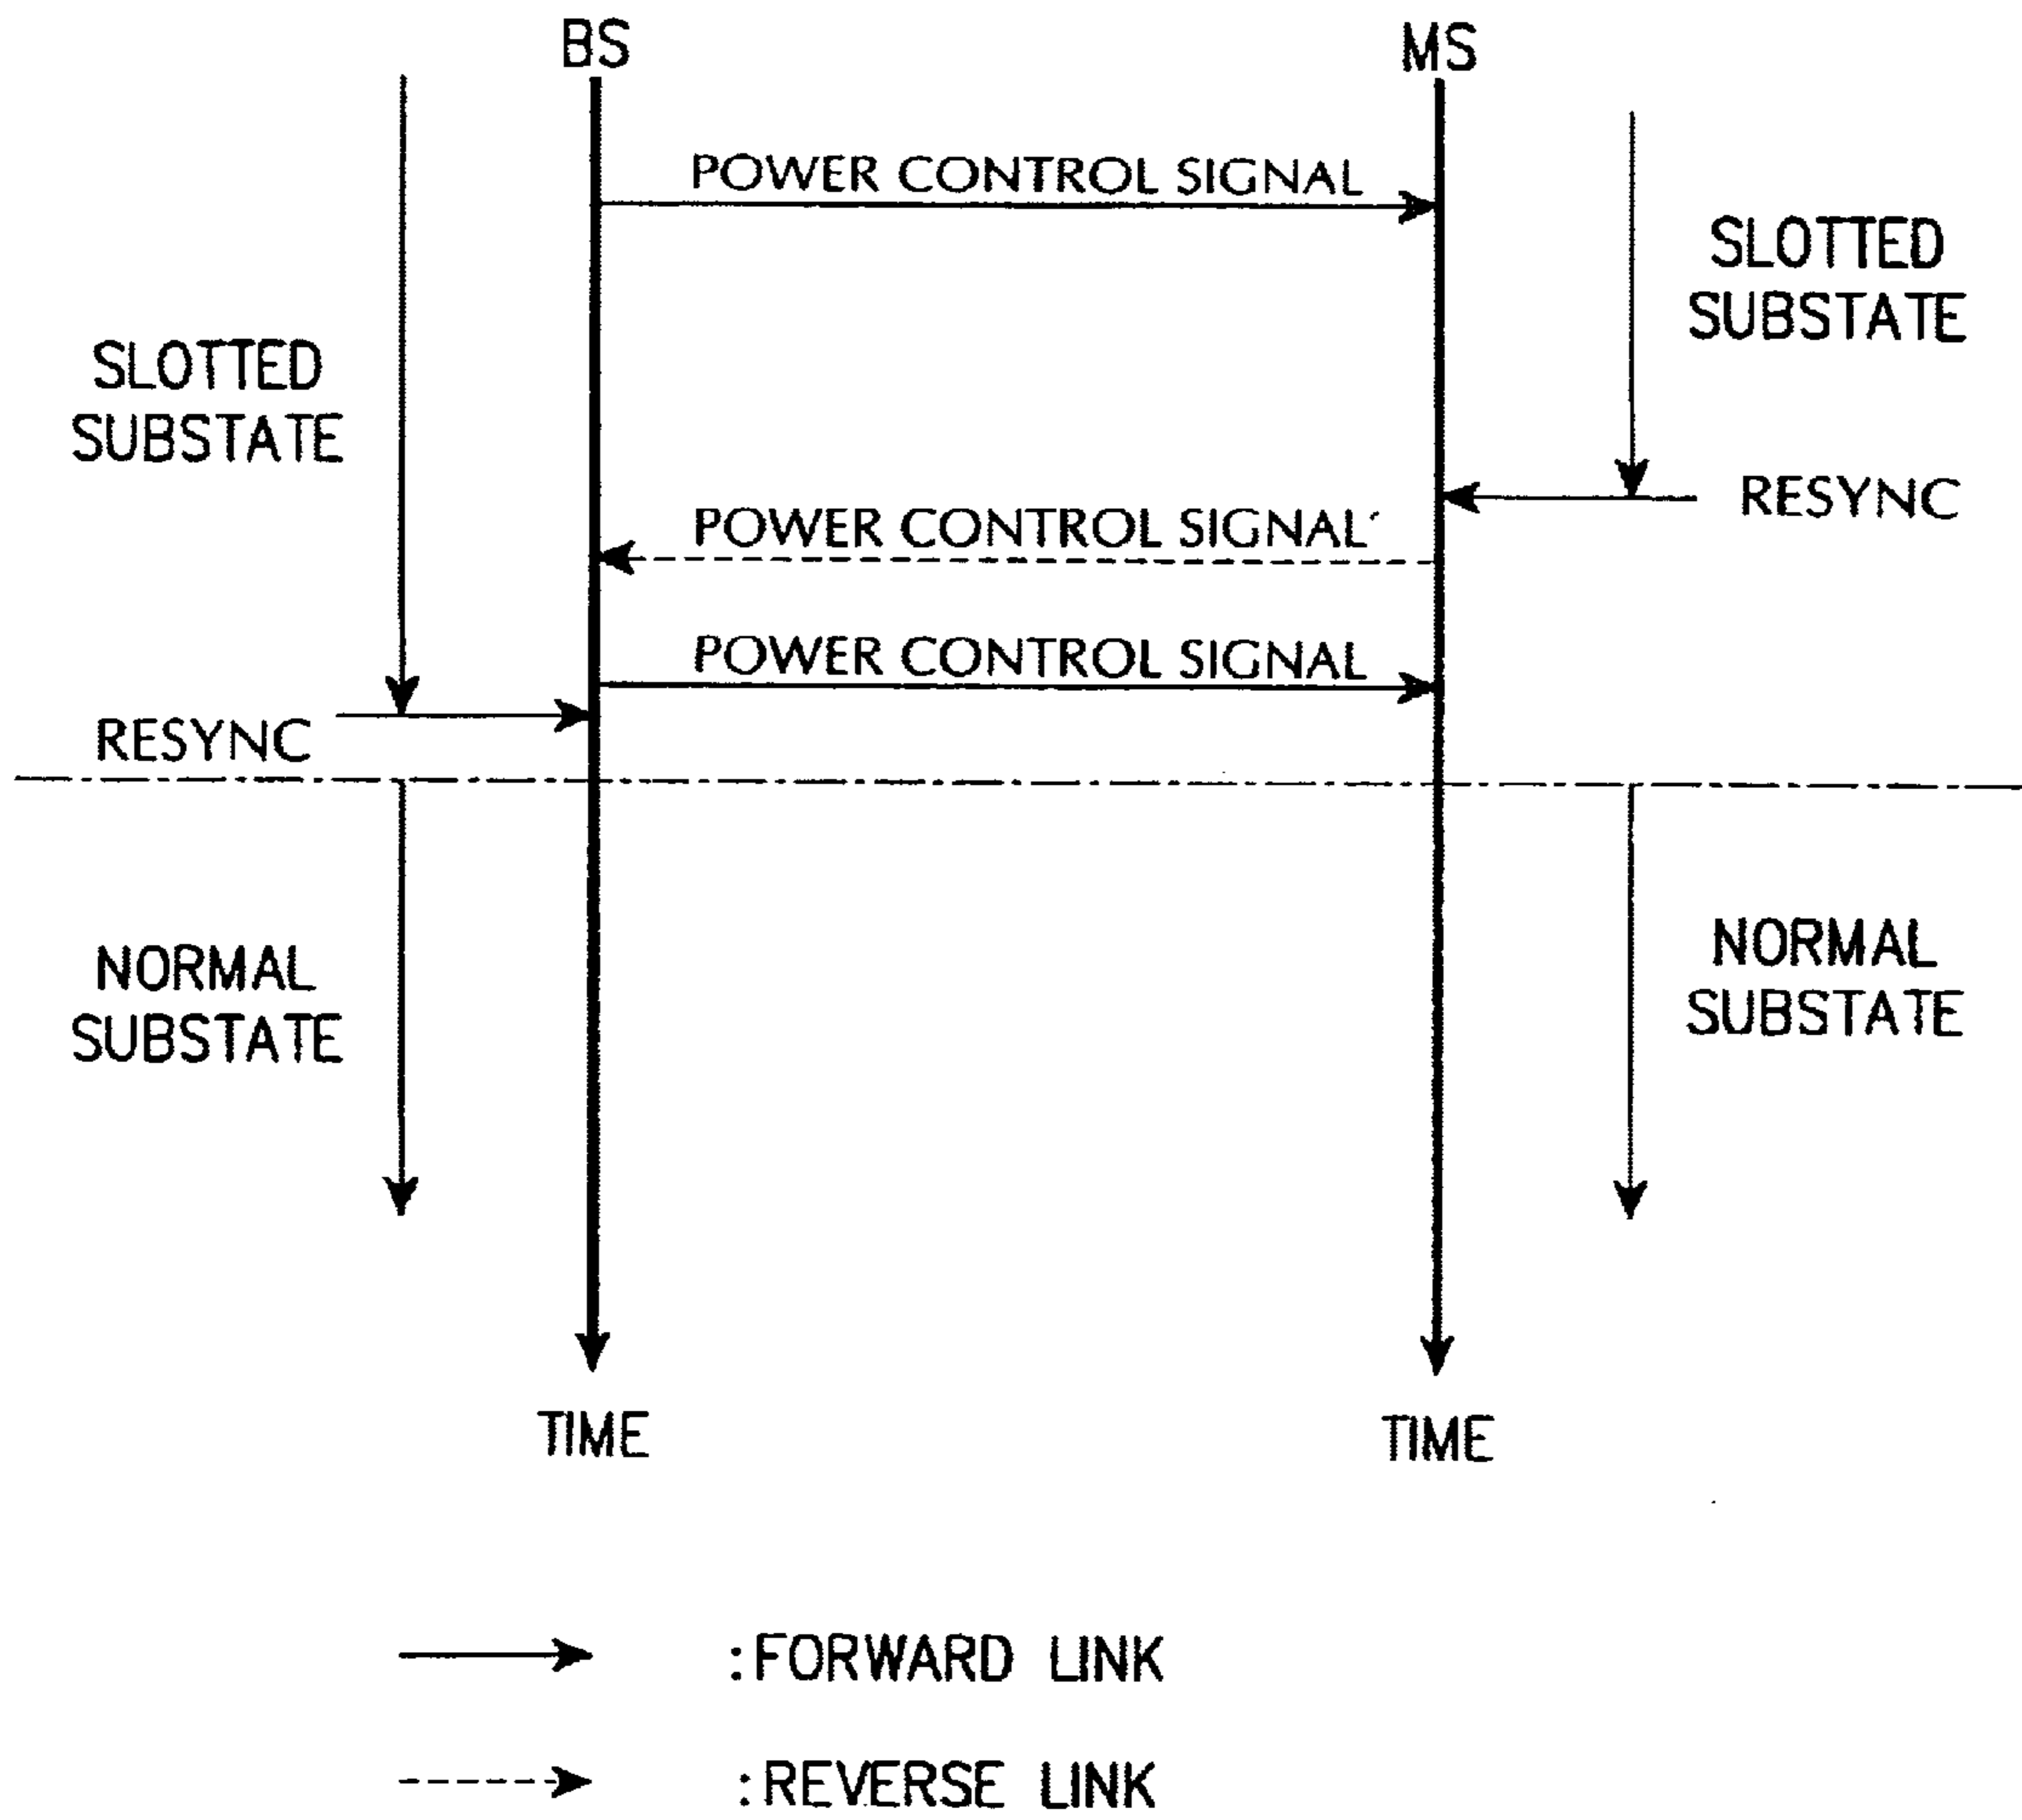 BS
MS
POWER CONTROL SIGNAL
SLOTTED
SUBSTATE
SLOTTED
SUBSTATE
RESYNC
POWER CONTROL SIGNAL
POWER CONTROL SIGNAL
RESYNC
NORMAL
SUBSTATE
NORMAL
SUBSTATE
TIME
TIME
:FORWARD LINK
:REVERSE LINK